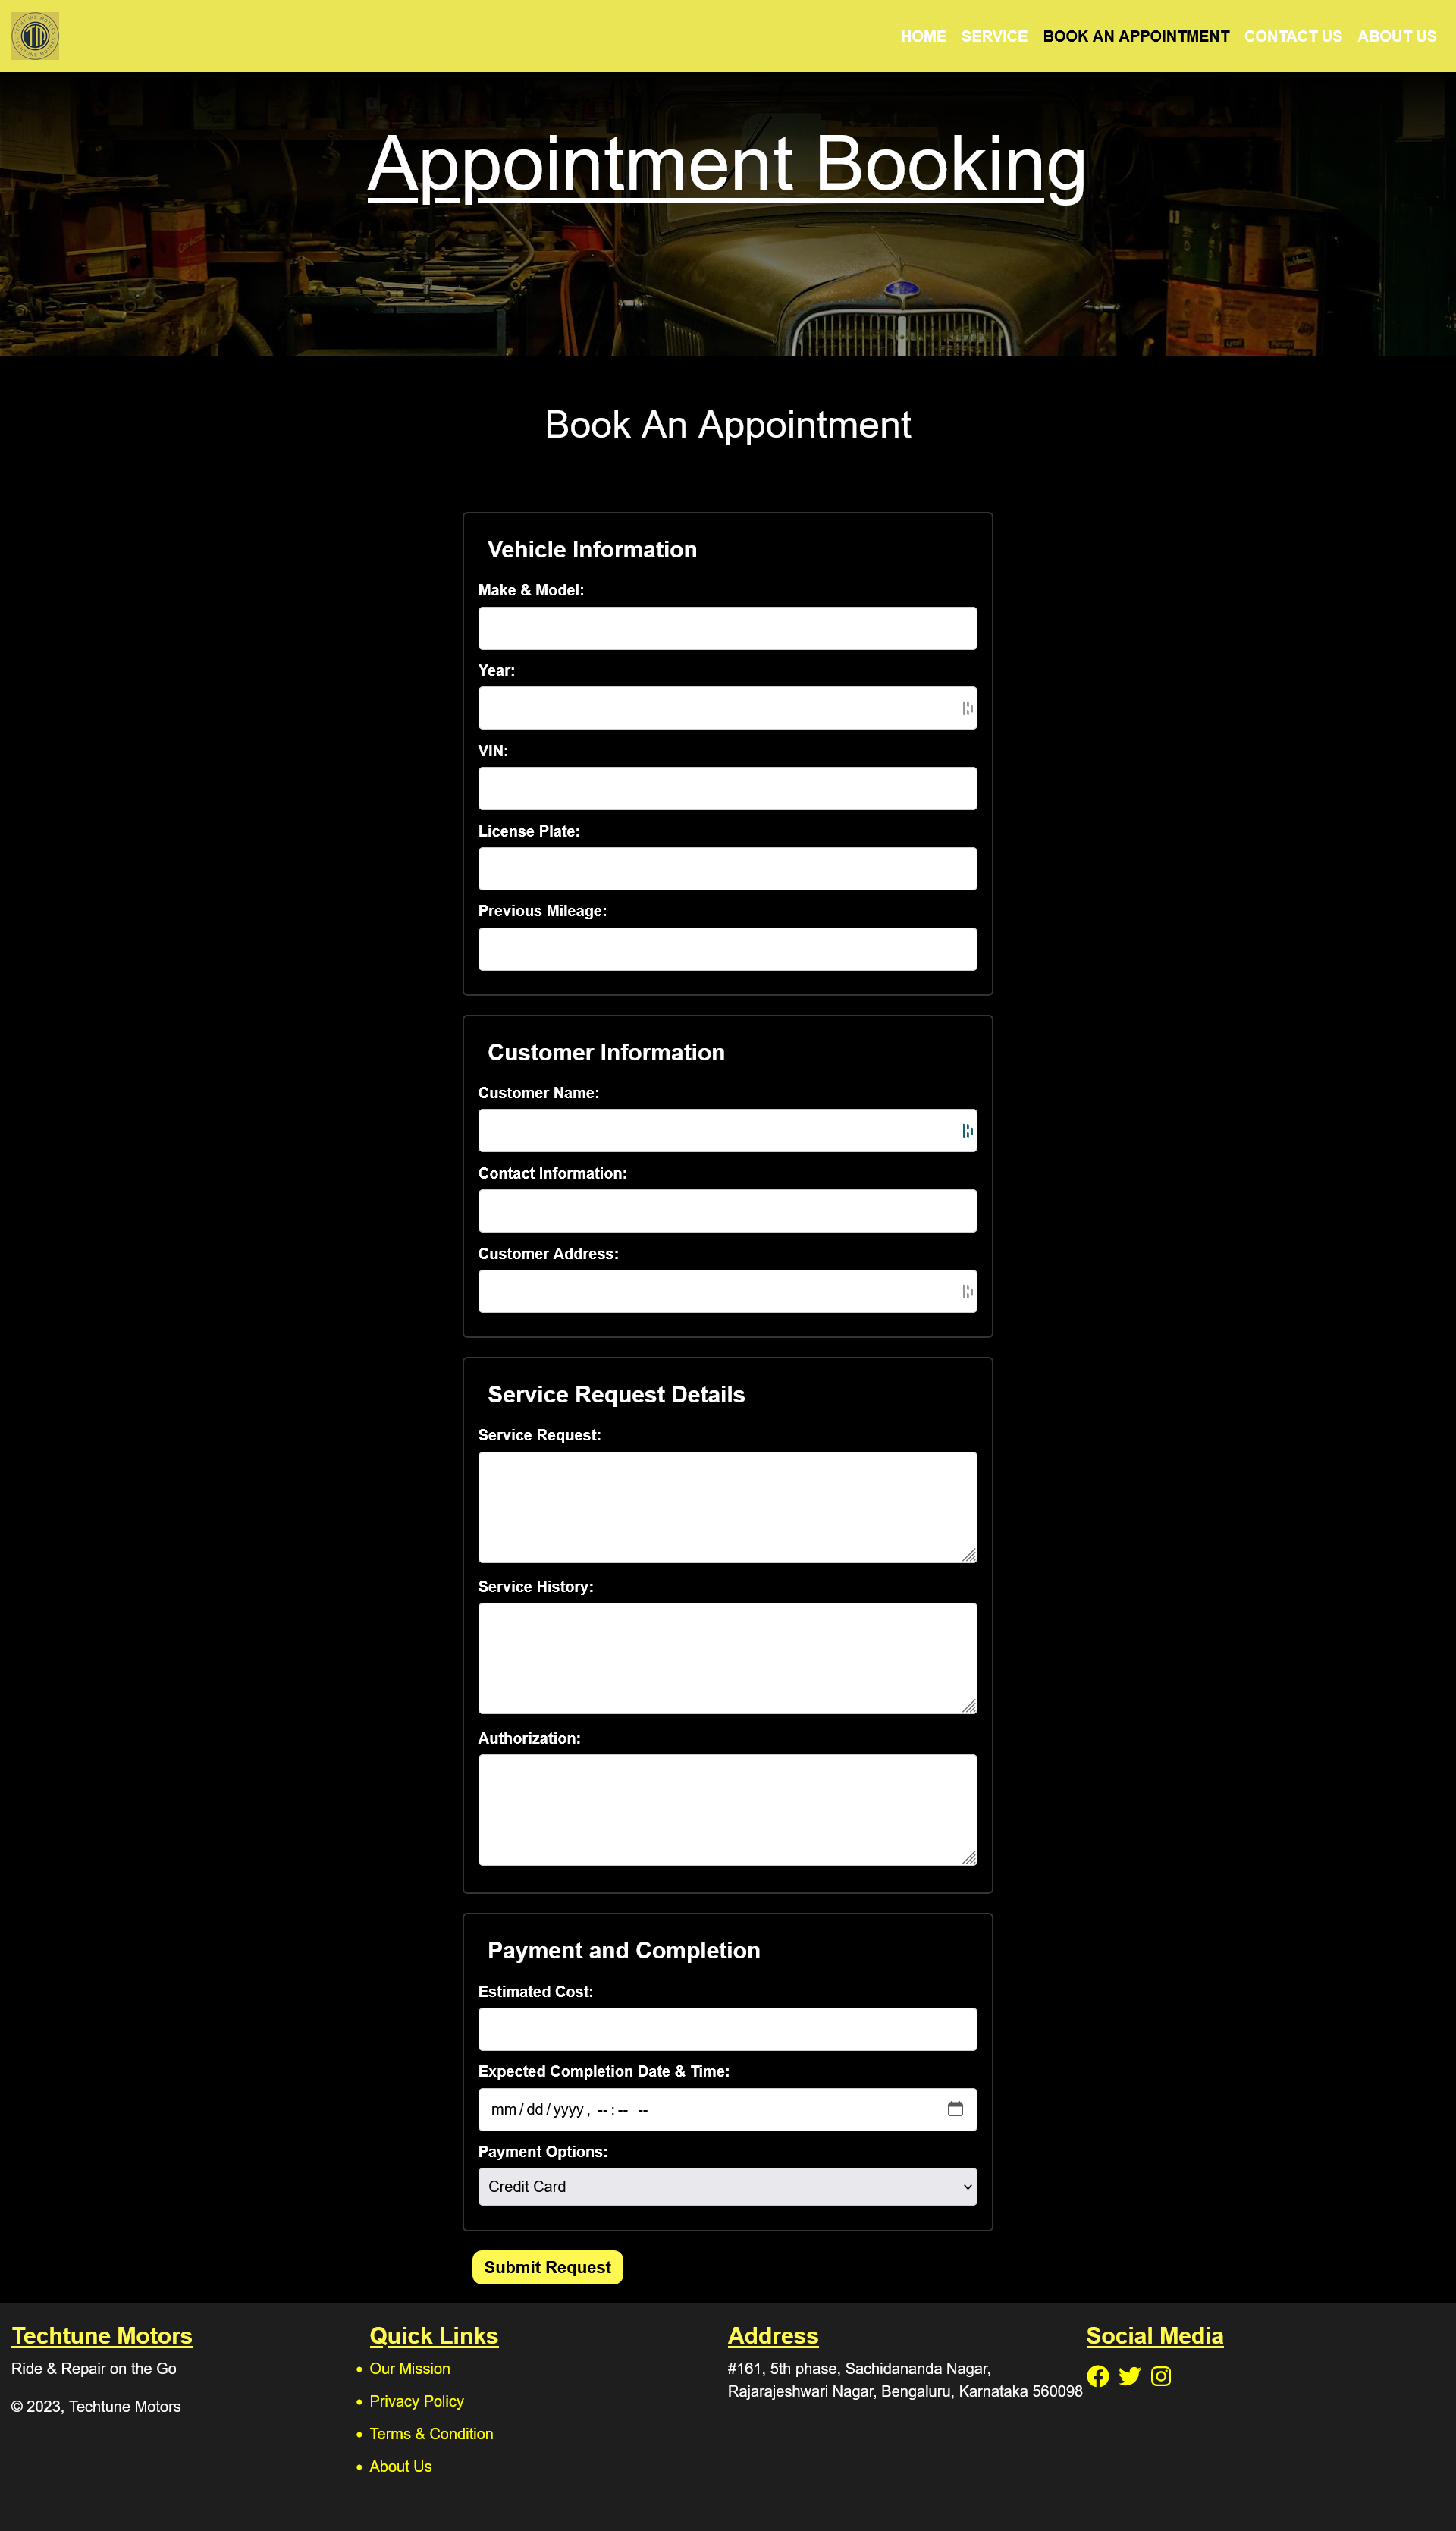 HOME SERVICE BOOK AN APPOINTMENT CONTACT US ABOUT US
Appointment Booking
Book An Appointment
Vehicle Information
Make & Model:
Year:
VIN:
License Plate:
Previous Mileage:
Customer Information
Customer Name:
Contact Information:
Customer Address:
Service Request Details
Service Request:
Service History:
Authorization:
Payment and Completion
Estimated Cost:
Expected Completion Date & Time:
mm/dd/yyyy, --:-- --
Payment Options:
Credit Card
Submit Request
Techtune Motors
Ride & Repair on the Go
© 2023, Techtune Motors
Quick Links
• Our Mission
• Privacy Policy
• Terms & Condition
• About Us
Address
#161, 5th phase, Sachidananda Nagar,
Rajarajeshwari Nagar, Bengaluru, Karnataka 560098
Social Media